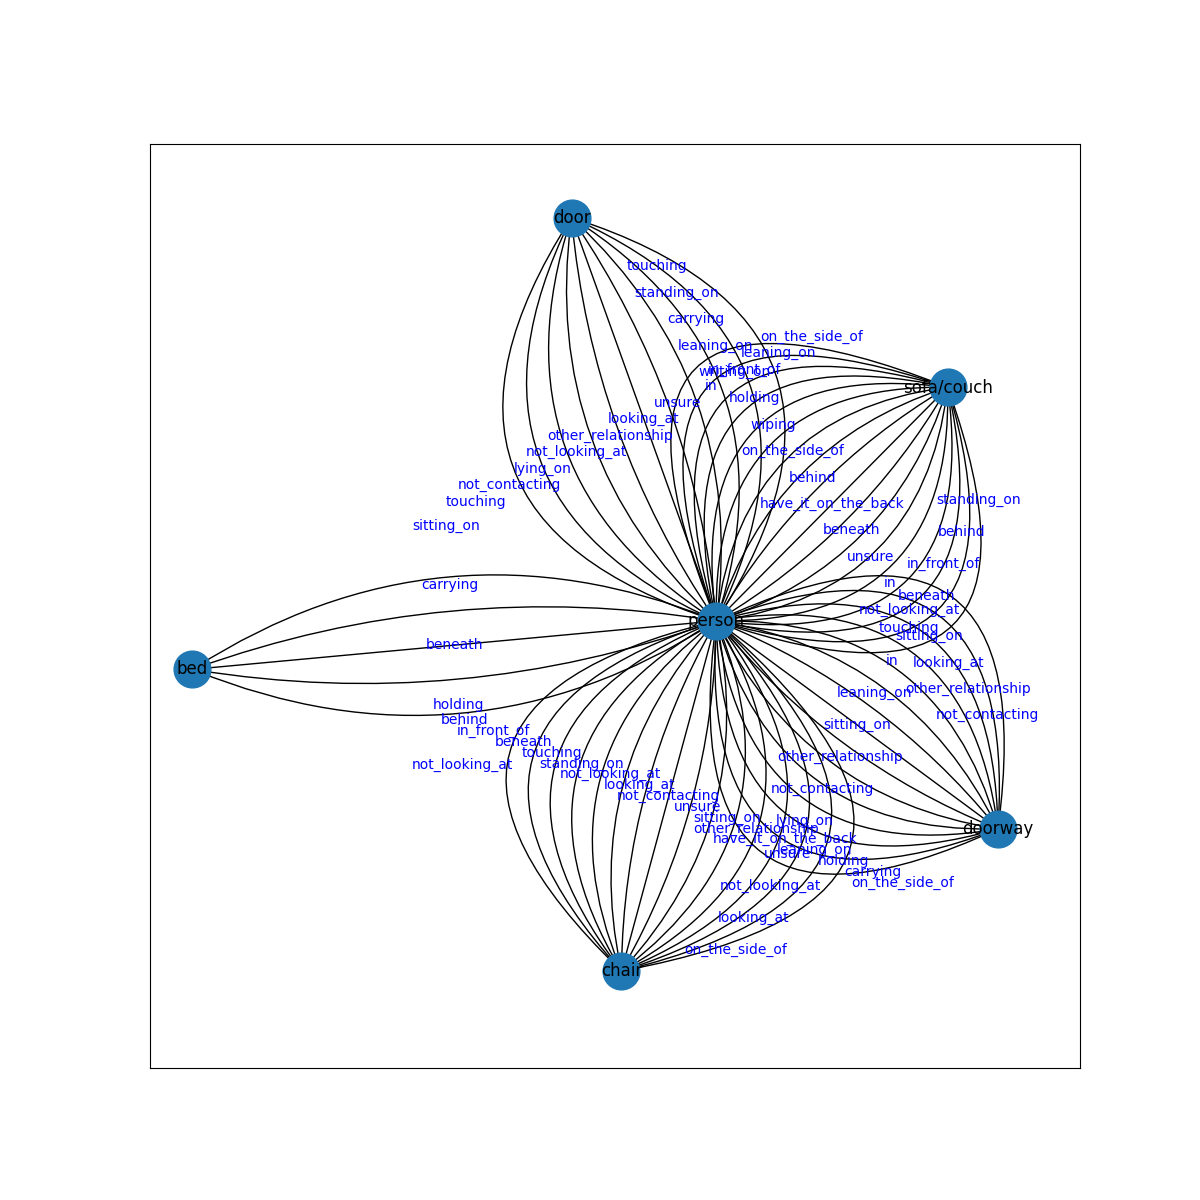 door
touching
standing_on
carrying
on_the_side_of
leaning_on
leaning_on
writing_on
in_front_of
in
sofa/couch
holding
unsure
looking_at
wiping
other_relationship
not_looking_at
on_the_side_of
lying_on
behind
not_contacting
touching
standing_on
have_it_on_the_back
sitting_on
beneath
behind
unsure
in_front_of
carrying
in
beneath
not_looking_at
person
touching
sitting_on
beneath
in
looking_at
bed
leaning_on
other_relationship
holding
behind
not_contacting
in_front_of
sitting_on
beneath
touching
other_relationship
not_looking_at
standing_on
not_looking_at
looking_at
not_contacting
not_contacting
unsure
sitting_on
lying_on
other_relationship
doorway
have_it_on_the_back
leaning_on
unsure
holding
carrying
not_looking_at
on_the_side_of
looking_at
on_the_side_of
chair